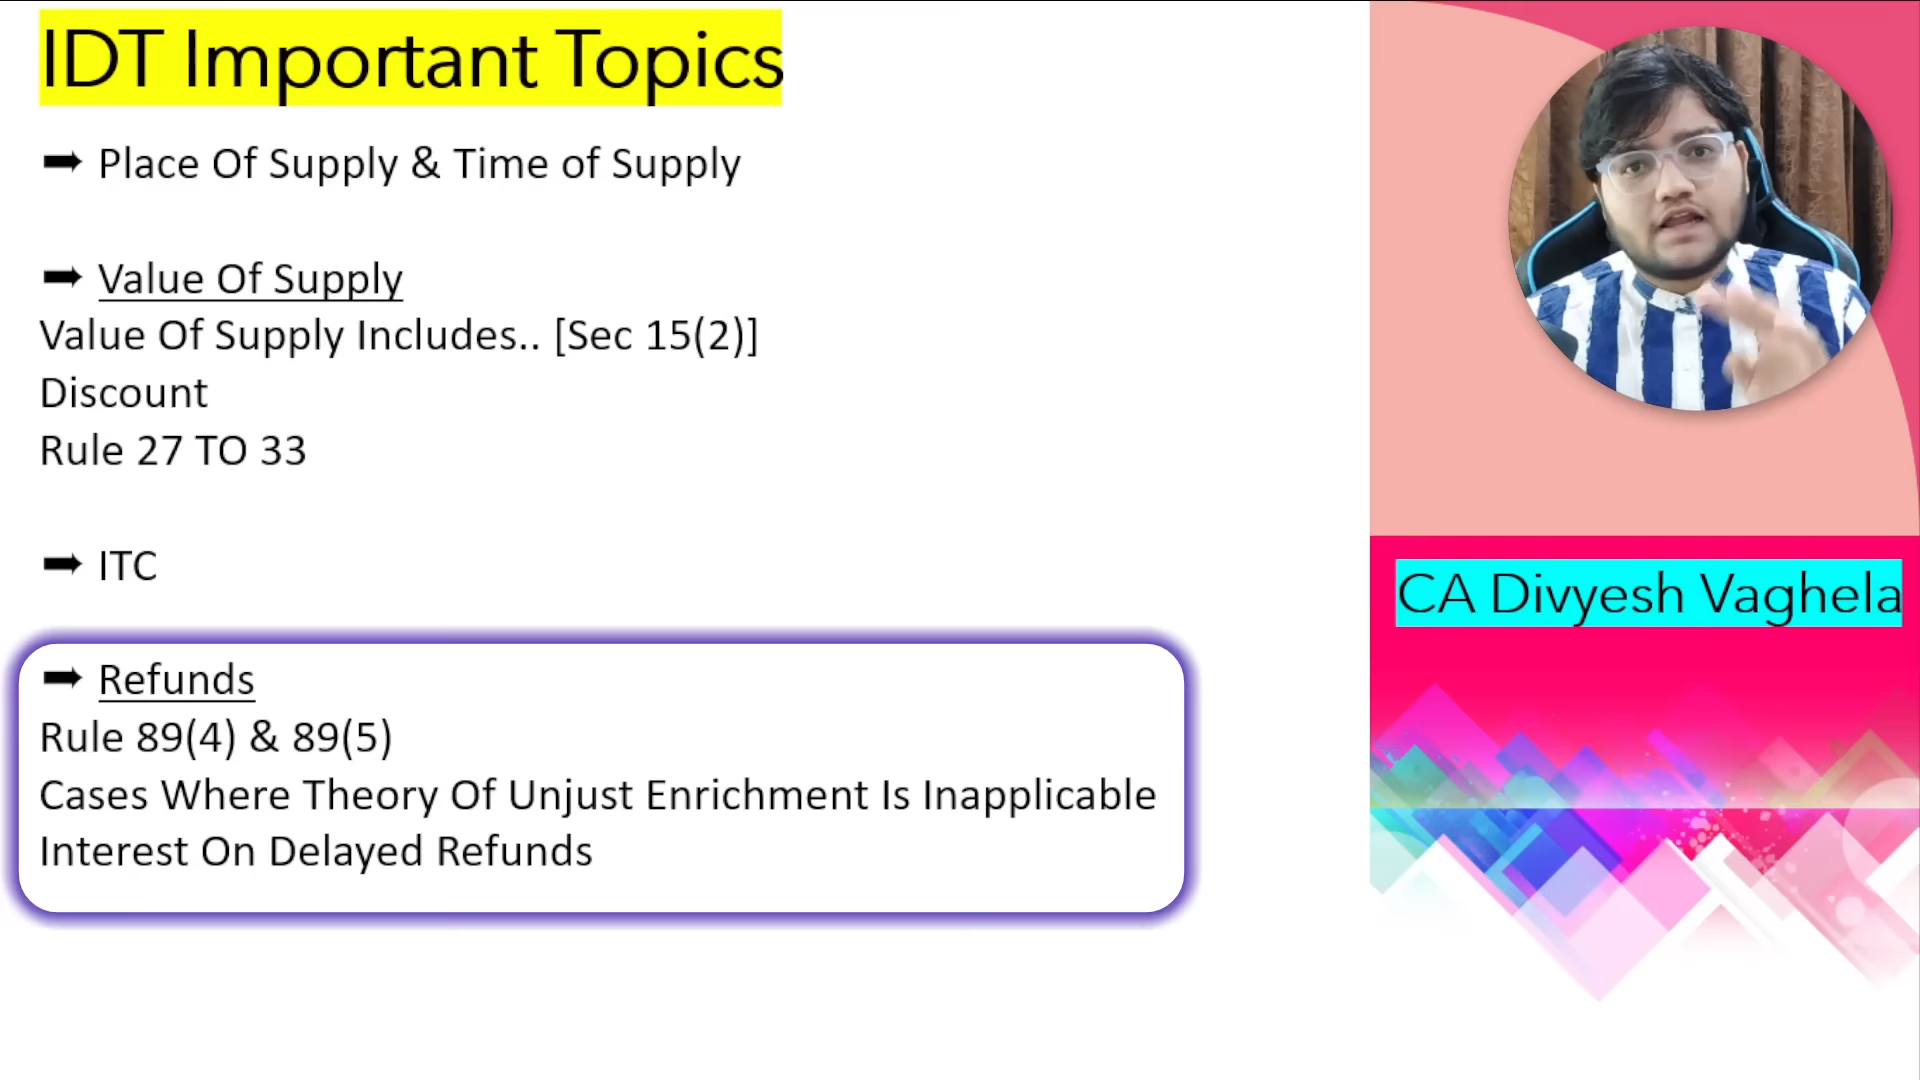 IDT Important Topics
➡ Place Of Supply & Time of Supply
➡ Value Of Supply
Value Of Supply Includes.. [Sec 15(2)]
Discount
Rule 27 TO 33
➡ ITC
➡ Refunds
Rule 89(4) & 89(5)
Cases Where Theory Of Unjust Enrichment Is Inapplicable
Interest On Delayed Refunds
CA Divyesh Vaghela